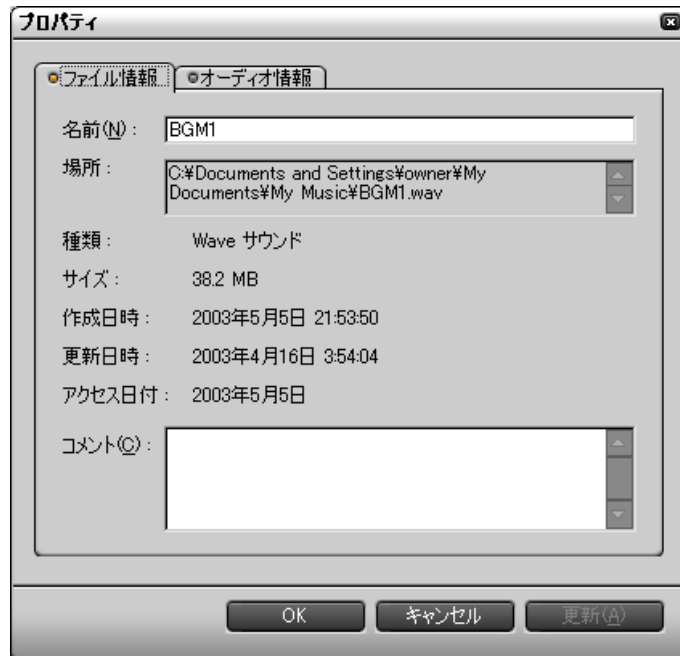 プロパティ
ファイル情報 オーディオ情報
名前(N)： BGM1
場所： C:¥Documents and Settings¥owner¥My
Documents¥My Music¥BGM1.wav
種類： Wave サウンド
サイズ： 38.2 MB
作成日時： 2003年5月5日 21:53:50
更新日時： 2003年4月16日 3:54:04
アクセス日付： 2003年5月5日
コメント(C)：
OK キャンセル 更新(A)